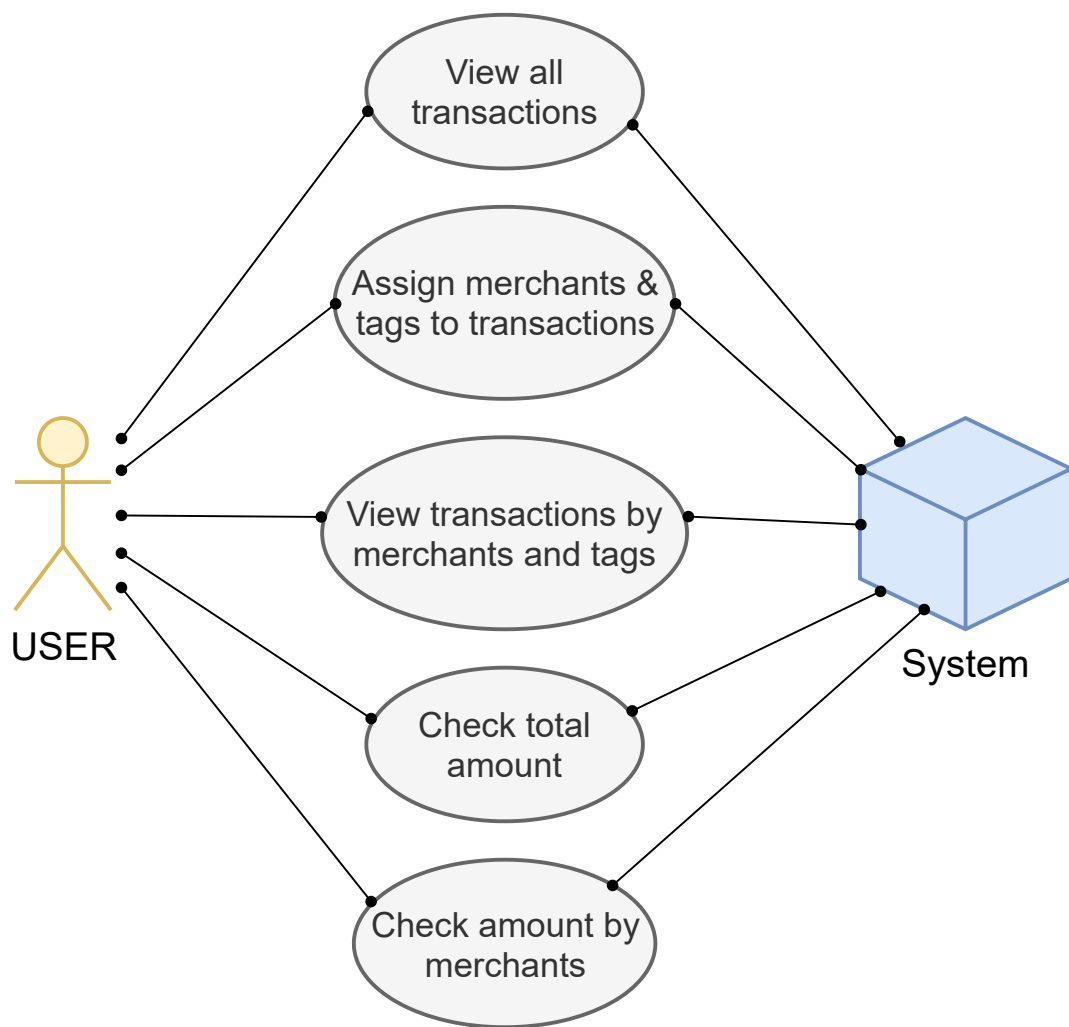 View all
transactions
Assign merchants &
tags to transactions
View transactions by
merchants and tags
USER
System
Check total
amount
Check amount by
merchants